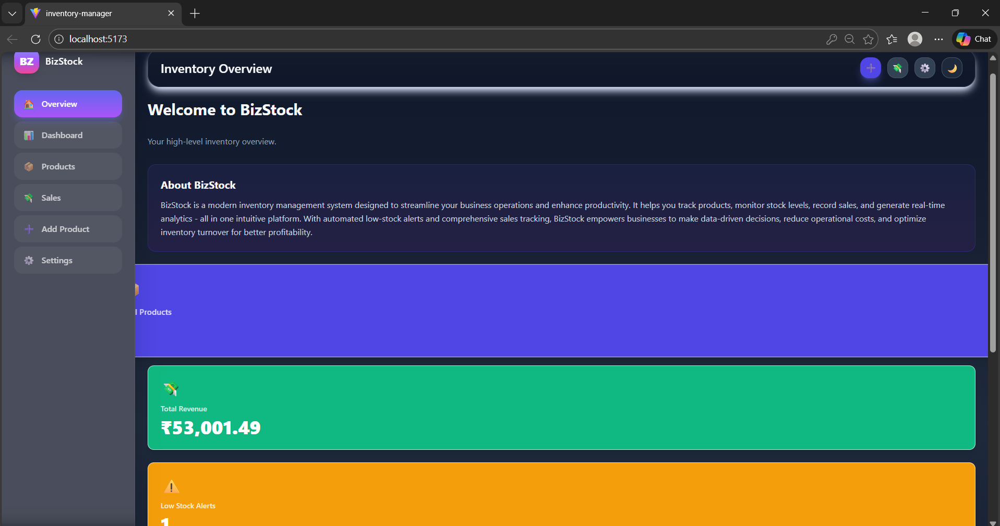 inventory-manager
localhost:5173
Chat
BZ BizStock
Overview
Dashboard
Products
Sales
Add Product
Settings
Inventory Overview
Welcome to BizStock
Your high-level inventory overview.
About BizStock
BizStock is a modern inventory management system designed to streamline your business operations and enhance productivity. It helps you track products, monitor stock levels, record sales, and generate real-time
analytics - all in one intuitive platform. With automated low-stock alerts and comprehensive sales tracking, BizStock empowers businesses to make data-driven decisions, reduce operational costs, and optimize
inventory turnover for better profitability.
l Products
Total Revenue
₹53,001.49
Low Stock Alerts
1